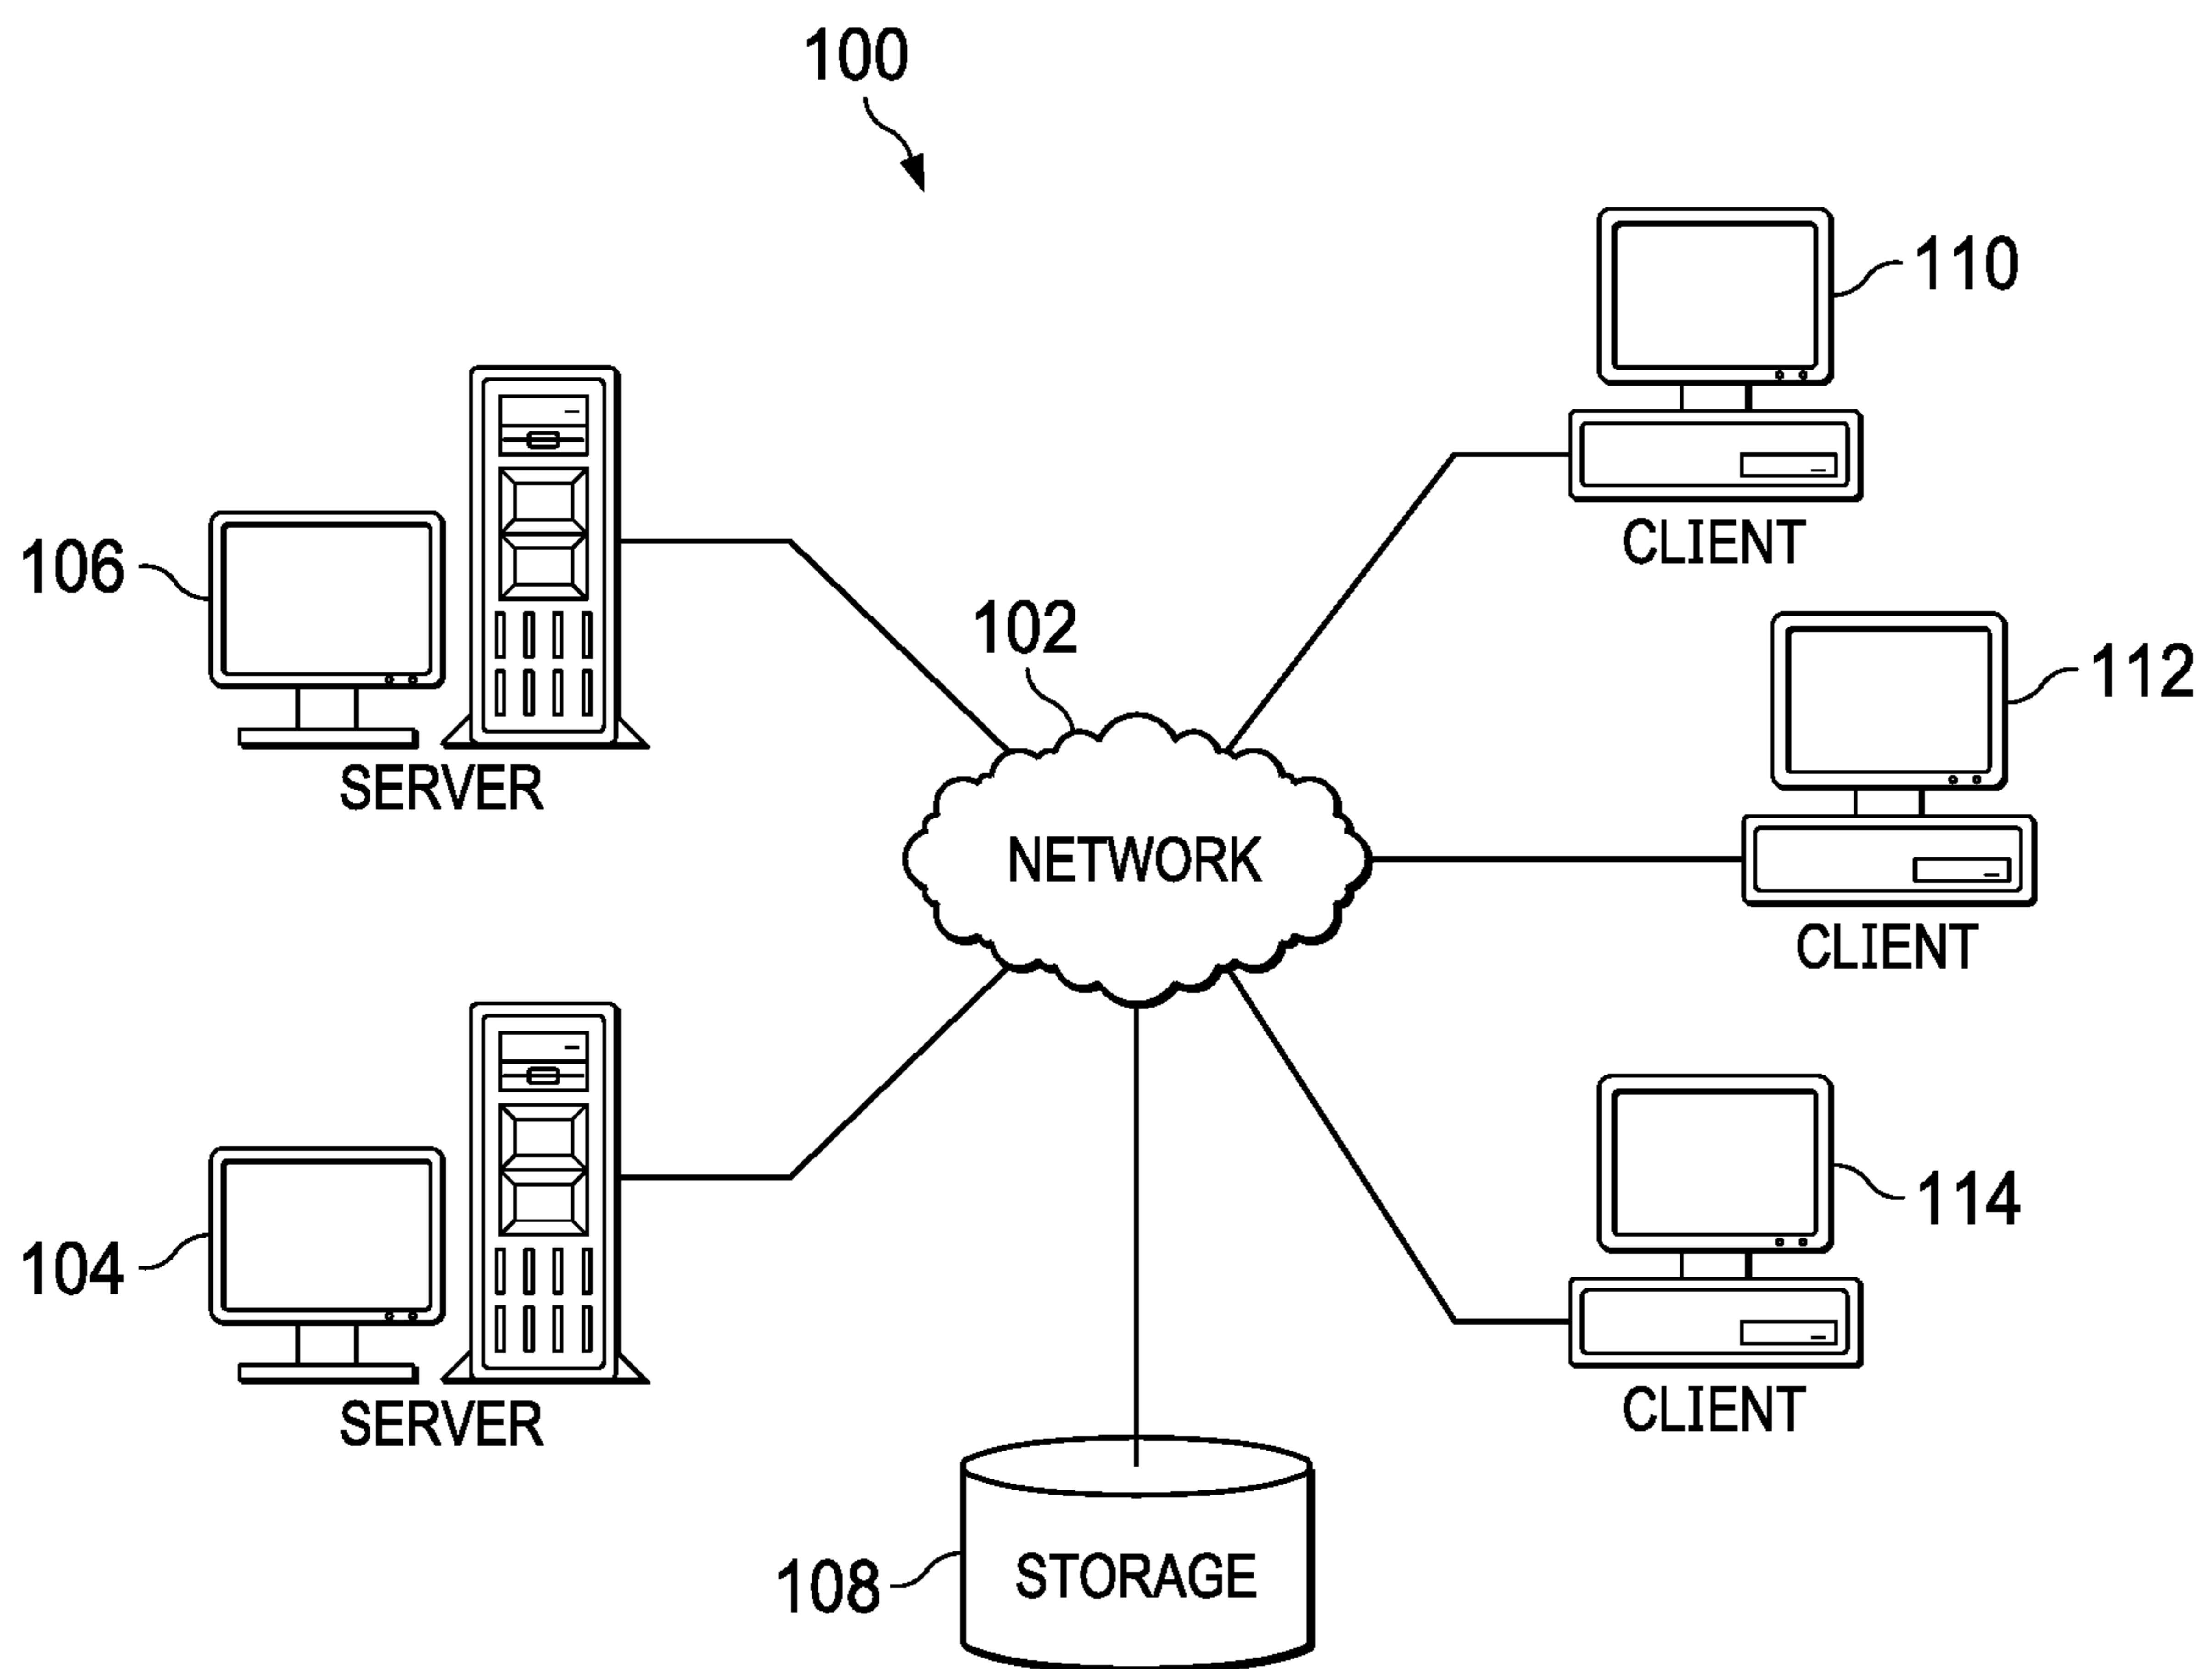 100
110
CLIENT
106
SERVER
102
112
CLIENT
NETWORK
104
SERVER
114
CLIENT
108
STORAGE